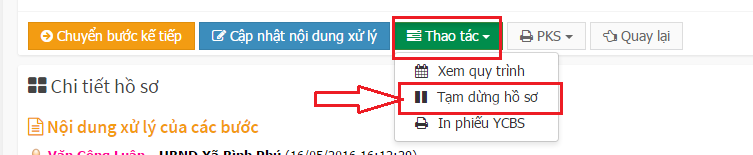 Chuyển bước kế tiếp Cập nhật nội dung xử lý Thao tác PKS Quay lại
Xem quy trình
Tạm dừng hồ sơ
In phiếu YCBS
Chi tiết hồ sơ
Nội dung xử lý của các bước
Văn Công Luận - UBND Xã Bình Phú (16/05/2016 16:12:20)